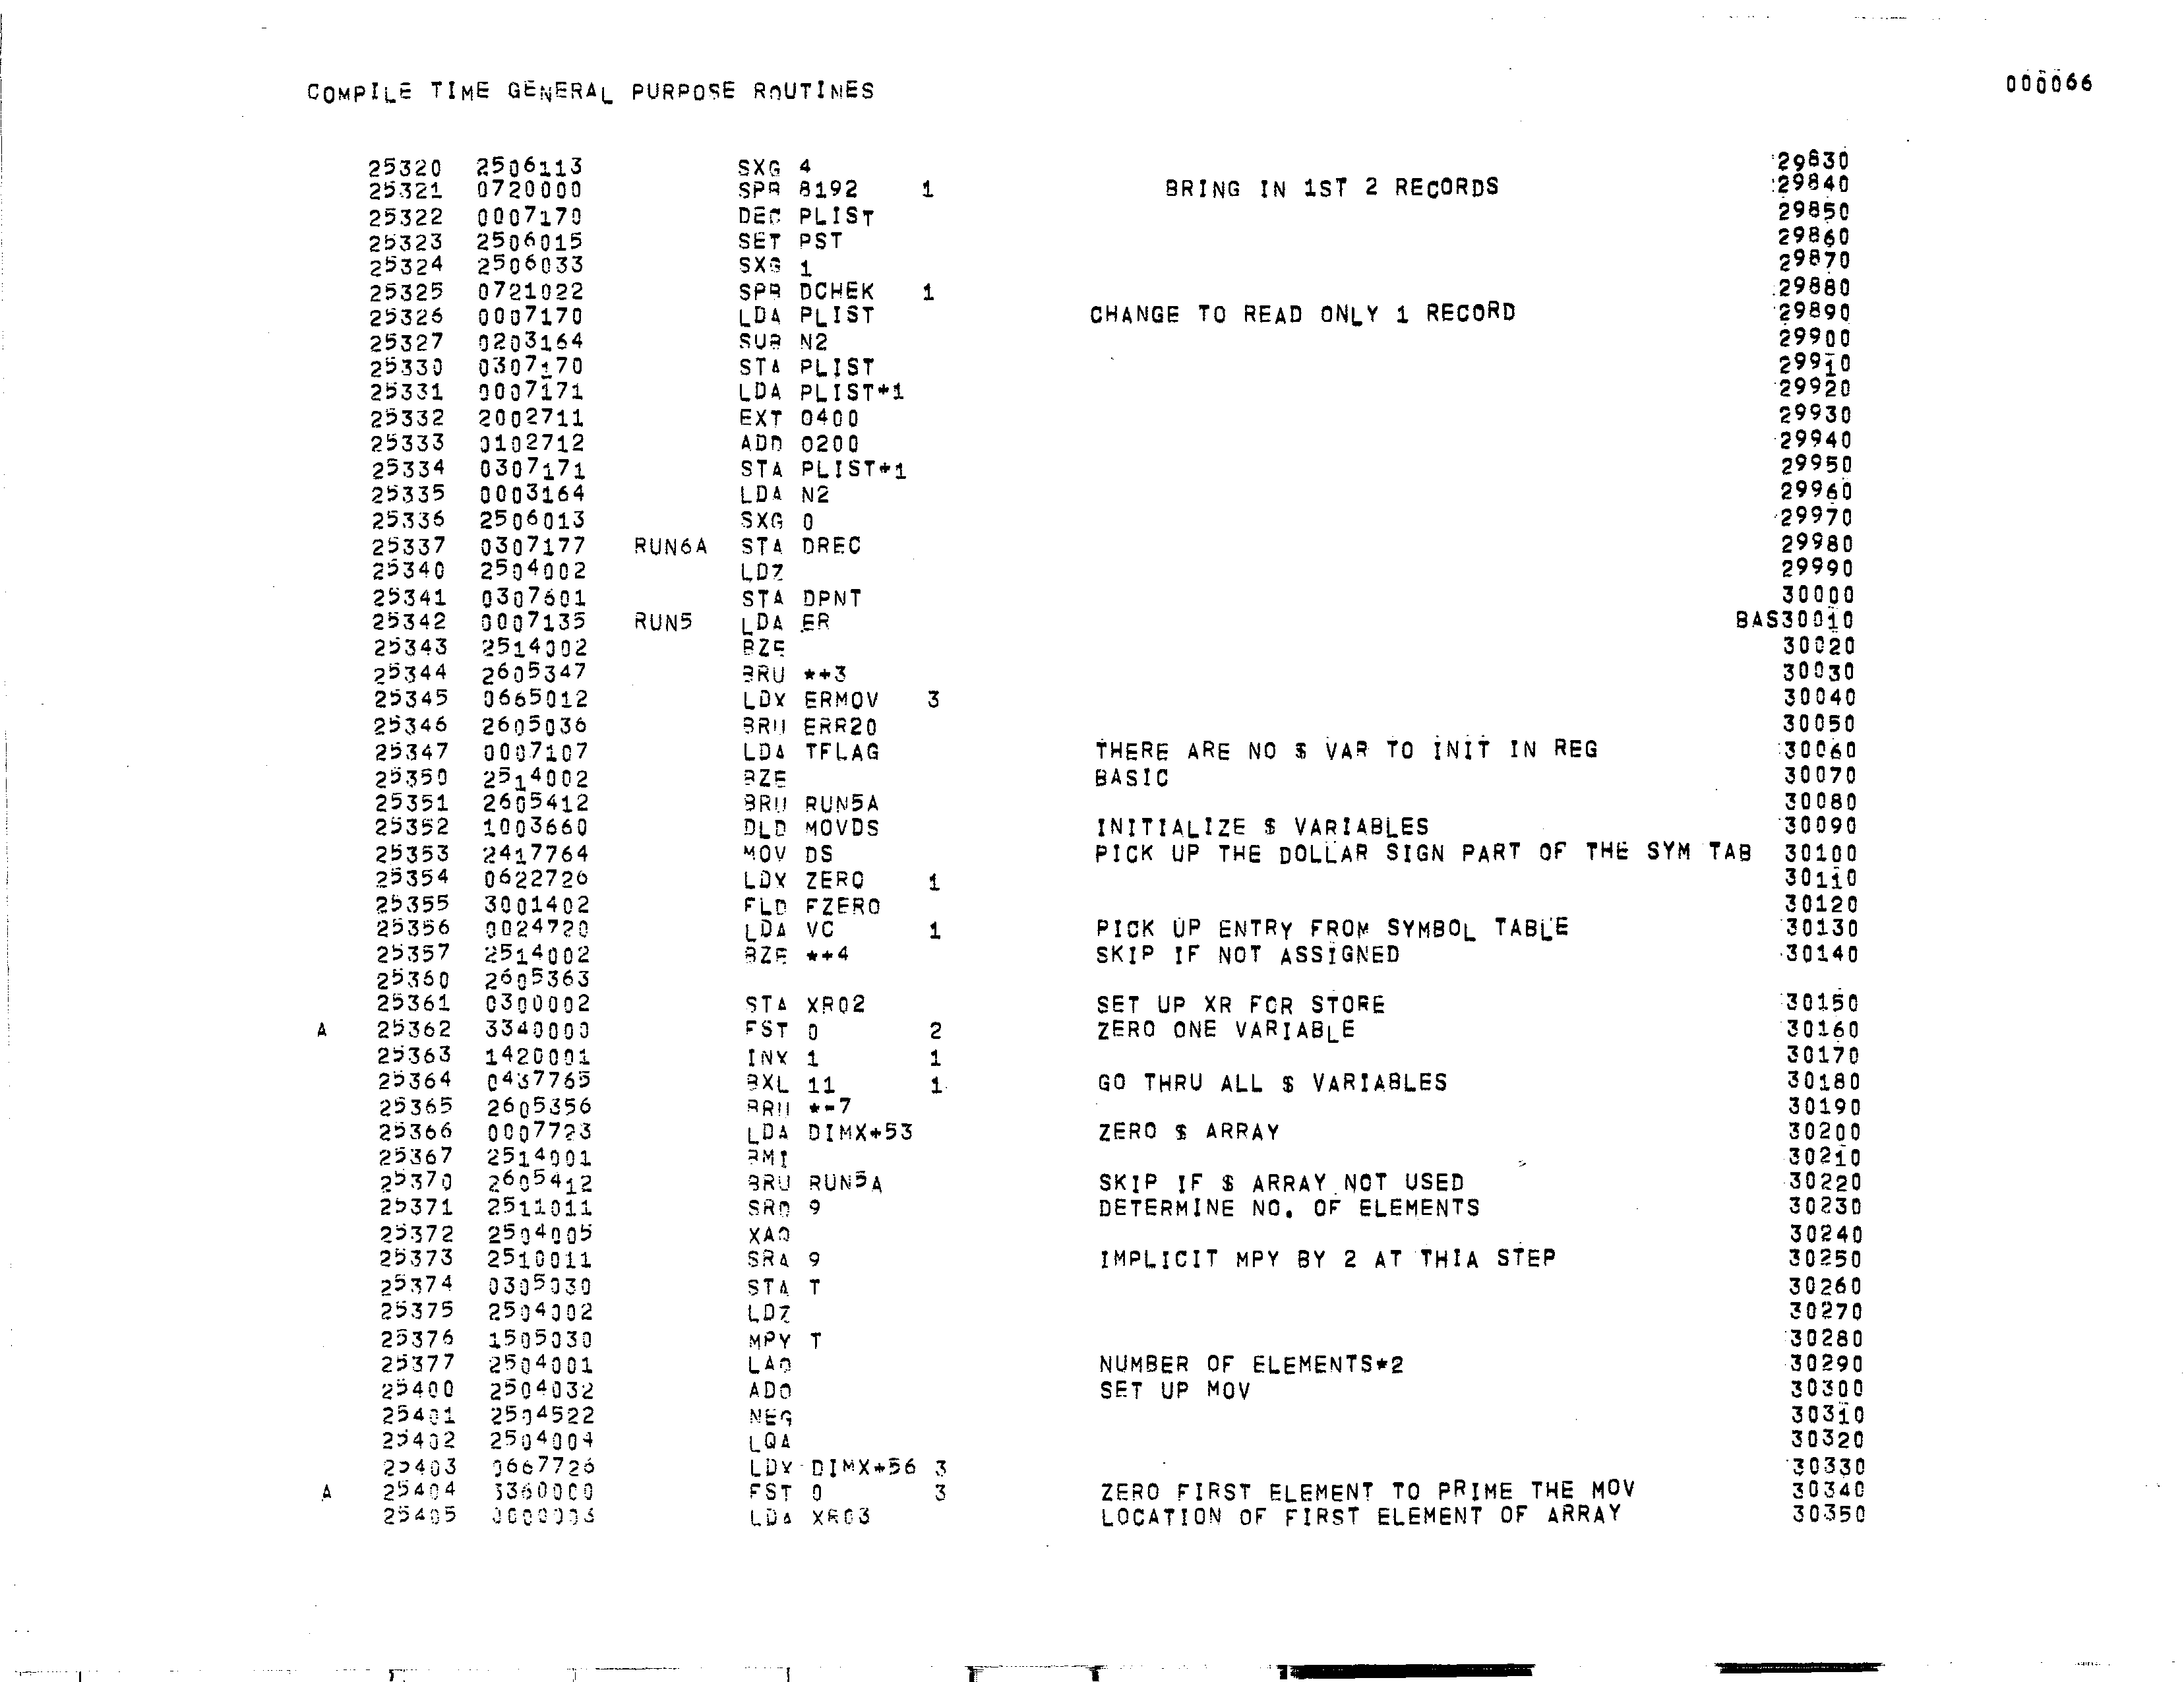 000066
COMPILE TIME GENERAL PURPOSE ROUTINES
25320 2506113 SXG 4 29830
25321 0720000 SPB 8192 1 BRING IN 1ST 2 RECORDS 29840
25322 0007170 DEC PLIST 29850
25323 2506015 SET PST 29860
25324 2506033 SXG 1 29870
25325 0721022 SPB DCHEK 1 29880
25326 0007170 LDA PLIST CHANGE TO READ ONLY 1 RECORD 29890
25327 0203164 SUB N2 29900
25330 0307170 STA PLIST 29910
25331 0007171 LDA PLIST+1 29920
25332 2002711 EXT O400 29930
25333 0102712 ADD O200 29940
25334 0307171 STA PLIST+1 29950
25335 0003164 LDA N2 29960
25336 2506013 SXG 0 29970
25337 0307177 RUN6A STA DREC 29980
25340 2504002 LDZ 29990
25341 0307601 STA DPNT 30000
25342 0007135 RUN5 LDA ER BAS30010
25343 2514002 BZE 30020
25344 2605347 BRU *+3 30030
25345 0665012 LDX ERMOV 3 30040
25346 2605036 BRU ERR20 30050
25347 0007107 LDA TFLAG THERE ARE NO $ VAR TO INIT IN REG 30060
25350 2514002 BZE BASIC 30070
25351 2605412 BRU RUN5A 30080
25352 1003660 DLD MOVDS INITIALIZE $ VARIABLES 30090
25353 2417764 MOV DS PICK UP THE DOLLAR SIGN PART OF THE SYM TAB 30100
25354 0622726 LDX ZERO 1 30110
25355 3001402 FLD FZERO 30120
25356 0024720 LDA VC 1 PICK UP ENTRY FROM SYMBOL TABLE 30130
25357 2514002 BZE *+4 SKIP IF NOT ASSIGNED 30140
25360 2605363
25361 0300002 STA XR02 SET UP XR FOR STORE 30150
A 25362 3340000 FST 0 2 ZERO ONE VARIABLE 30160
25363 1420001 INX 1 1 30170
25364 0437765 BXL 11 1 GO THRU ALL $ VARIABLES 30180
25365 2605356 BRU *-7 30190
25366 0007723 LDA DIMX+53 ZERO $ ARRAY 30200
25367 2514001 BMI 30210
25370 2605412 BRU RUN5A SKIP IF $ ARRAY NOT USED 30220
25371 2511011 SRD 9 DETERMINE NO. OF ELEMENTS 30230
25372 2504005 XAQ 30240
25373 2510011 SRA 9 IMPLICIT MPY BY 2 AT THIA STEP 30250
25374 0305030 STA T 30260
25375 2504002 LDZ 30270
25376 1505030 MPY T 30280
25377 2504001 LAQ NUMBER OF ELEMENTS*2 30290
25400 2504032 ADO SET UP MOV 30300
25401 2504522 NEG 30310
25402 2504004 LQA 30320
25403 0667726 LDX DIMX+56 3 30330
A 25404 3360000 FST 0 3 ZERO FIRST ELEMENT TO PRIME THE MOV 30340
25405 0000003 LDA XR03 LOCATION OF FIRST ELEMENT OF ARRAY 30350